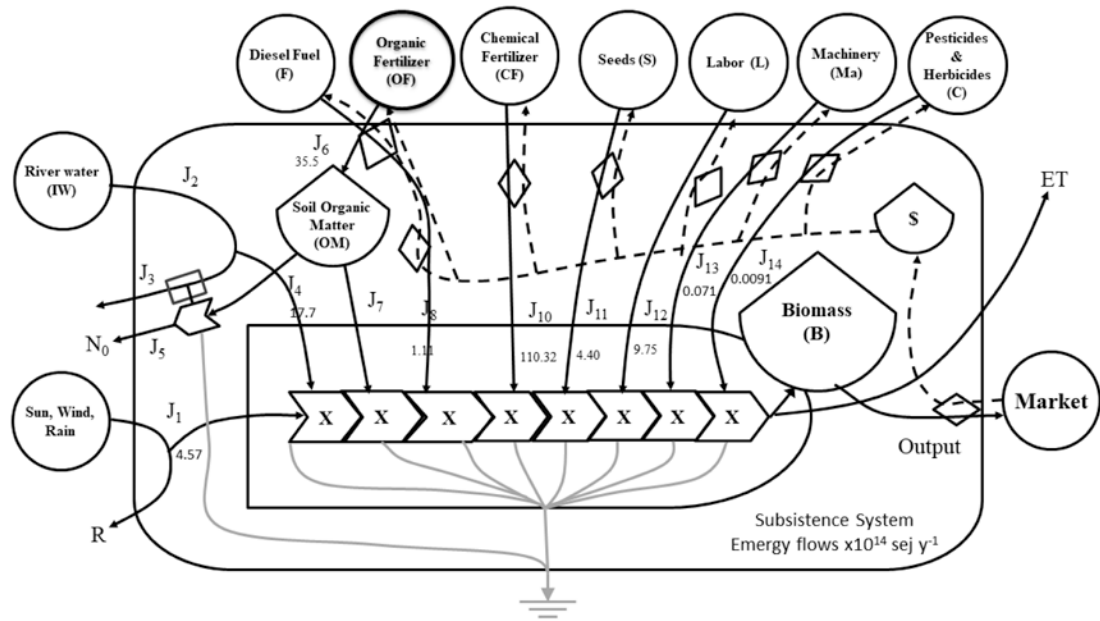 Diesel Fuel
(F)
Organic
Fertilizer
(OF)
Chemical
Fertilizer
(CF)
Seeds (S)
Labor (L)
Machinery
(Ma)
Pesticides
&
Herbicides
(C)
River water
(IW)
J2
J6
35.5
Soil Organic
Matter
(OM)
$
ET
J3
J4
17.7
J7
J8
J10
J11
J12
J13
0.071
J14
0.0091
Biomass
(B)
N0
J5
1.11
110.32
4.40
9.75
Sun, Wind,
Rain
J1
4.57
X
X
X
X
X
X
X
X
Market
Output
R
Subsistence System
Emergy flows x10¹⁴ sej y⁻¹